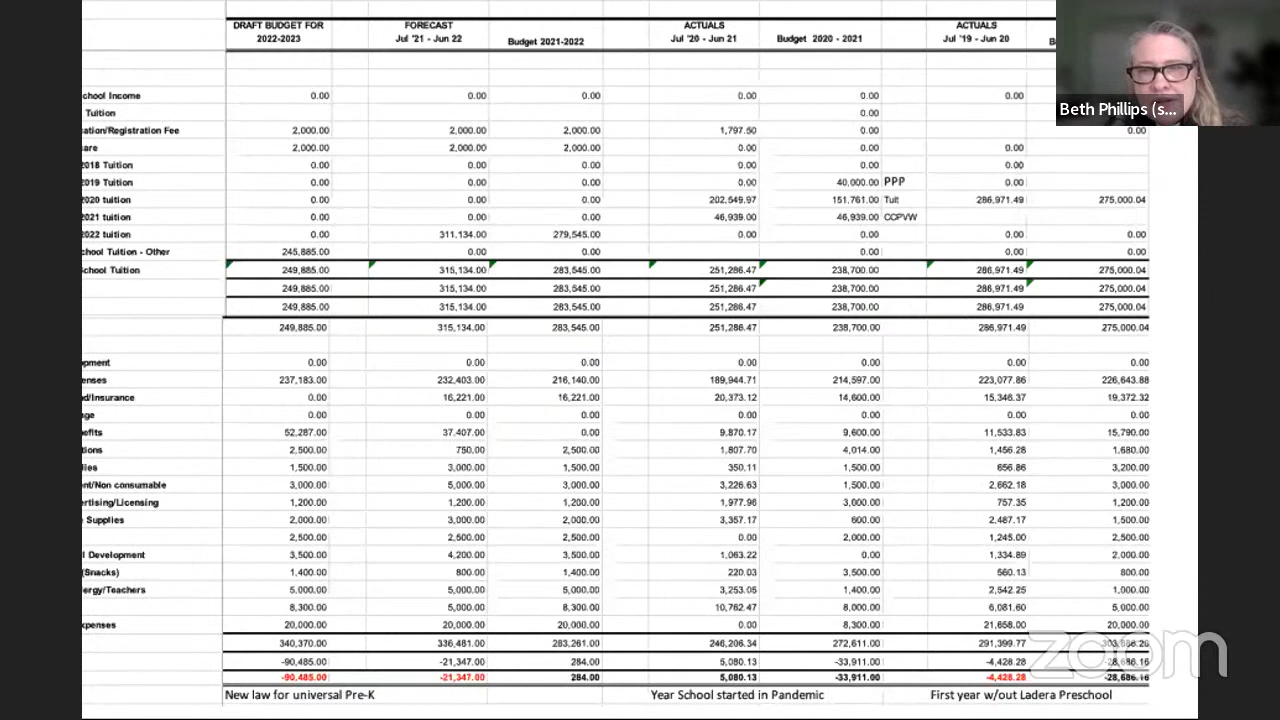 DRAFT BUDGET FOR FORECAST ACTUALS ACTUALS
2022-2023 Jul '21 - Jun 22 Budget 2021-2022 Jul '20 - Jun 21 Budget 2020 - 2021 Jul '19 - Jun 20 B
Beth Phillips (s...
chool Income 0.00 0.00 0.00 0.00 0.00 0.00
Tuition 0.00
ation/Registration Fee 2,000.00 2,000.00 2,000.00 1,797.50 0.00 0.00
are 2,000.00 2,000.00 2,000.00 0.00 0.00 0.00
2018 Tuition 0.00 0.00 0.00 0.00 0.00 0.00
2019 Tuition 0.00 0.00 0.00 0.00 40,000.00 PPP 0.00
2020 tuition 0.00 0.00 0.00 202,549.97 151,761.00 Tuit 286,971.49 275,000.04
2021 tuition 0.00 0.00 0.00 46,939.00 46,939.00 CCPVW
2022 tuition 0.00 311,134.00 279,545.00 0.00 0.00 0.00 0.00
chool Tuition - Other 245,885.00 0.00 0.00 0.00 0.00 0.00
School Tuition 249,885.00 315,134.00 283,545.00 251,286.47 238,700.00 286,971.49 275,000.04
249,885.00 315,134.00 283,545.00 251,286.47 238,700.00 286,971.49 275,000.04
249,885.00 315,134.00 283,545.00 251,286.47 238,700.00 286,971.49 275,000.04
249,885.00 315,134.00 283,545.00 251,286.47 238,700.00 286,971.49 275,000.04
opment 0.00 0.00 0.00 0.00 0.00 0.00 0.00
enses 237,183.00 232,403.00 216,140.00 189,944.71 214,597.00 223,077.86 226,643.88
d/Insurance 0.00 16,221.00 16,221.00 20,373.12 14,600.00 15,346.37 19,372.32
ge 0.00 0.00 0.00 0.00 0.00 0.00 0.00
efits 52,287.00 37,407.00 0.00 9,870.17 9,600.00 11,533.83 15,790.00
tions 2,500.00 750.00 2,500.00 1,807.70 4,014.00 1,456.28 1,680.00
lies 1,500.00 3,000.00 1,500.00 350.11 1,500.00 656.86 3,200.00
nt/Non consumable 3,000.00 5,000.00 3,000.00 3,226.63 1,500.00 2,662.18 3,000.00
rtising/Licensing 1,200.00 1,200.00 1,200.00 1,977.96 3,000.00 757.35 1,200.00
Supplies 2,000.00 3,000.00 2,000.00 3,357.17 600.00 2,487.17 1,500.00
2,500.00 2,500.00 2,500.00 0.00 2,000.00 1,245.00 2,500.00
l Development 3,500.00 4,200.00 3,500.00 1,063.22 0.00 1,334.89 2,000.00
(Snacks) 1,400.00 800.00 1,400.00 220.03 3,500.00 560.13 800.00
ergy/Teachers 5,000.00 5,000.00 5,000.00 3,253.05 1,400.00 2,542.25 1,000.00
8,300.00 5,000.00 8,300.00 10,762.47 8,000.00 6,081.60 5,000.00
xpenses 20,000.00 20,000.00 20,000.00 0.00 8,300.00 21,658.00 20,000.00
340,370.00 336,481.00 283,261.00 246,206.34 272,611.00 291,399.77
-90,485.00 -21,347.00 284.00 5,080.13 -33,911.00 -4,428.28 -28,686.16
-90,485.00 -21,347.00 284.00 5,080.13 -33,911.00 -4,428.28 -28,686.16
New law for universal Pre-K Year School started in Pandemic First year w/out Ladera Preschool
zoom